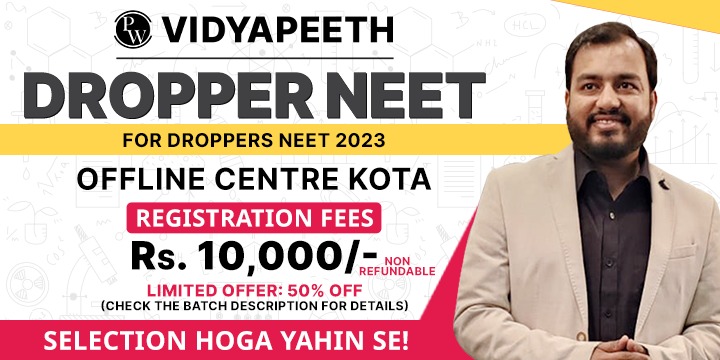 PW VIDYAPEETH
DROPPER NEET
FOR DROPPERS NEET 2023
OFFLINE CENTRE KOTA
REGISTRATION FEES
Rs. 10,000/- NON REFUNDABLE
LIMITED OFFER: 50% OFF
(CHECK THE BATCH DESCRIPTION FOR DETAILS)
SELECTION HOGA YAHIN SE!